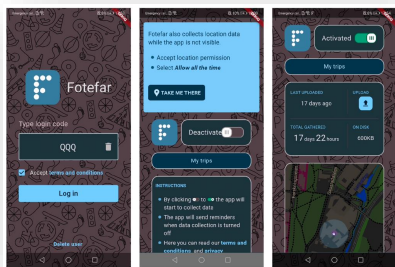 Fotefar
Type login code
QQQ
Accept terms and conditions
Log in
Delete user
Fotefar also collects location data
while the app is not visible.
Accept location permission
Select Allow all the time
TAKE ME THERE
Deactivate
My trips
INSTRUCTIONS
By clicking to the app will
start to collect data
The app will send reminders
when data collection is turned
off
Here you can read our terms and
conditions and privacy
Activated
My trips
LAST UPLOADED
17 days ago
UPLOAD
TOTAL GATHERED
17 days 22 hours
ON DISK
600KB